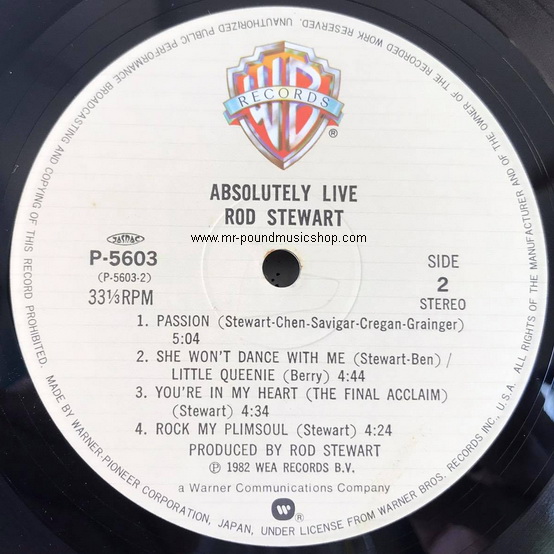 WB
RECORDS
®
ABSOLUTELY LIVE
ROD STEWART
www.mr-poundmusicshop.com
JASRAC
P-5603
(P-5603-2)
33⅓RPM
SIDE
2
STEREO
1. PASSION (Stewart-Chen-Savigar-Cregan-Grainger)
5:04
2. SHE WON'T DANCE WITH ME (Stewart-Ben) /
LITTLE QUEENIE (Berry) 4:44
3. YOU'RE IN MY HEART (THE FINAL ACCLAIM)
(Stewart) 4:34
4. ROCK MY PLIMSOUL (Stewart) 4:24
PRODUCED BY ROD STEWART
Ⓟ 1982 WEA RECORDS B.V.
a Warner Communications Company
®
MADE BY WARNER-PIONEER CORPORATION, JAPAN, UNDER LICENSE FROM WARNER BROS. RECORDS INC., U.S.A. ALL RIGHTS OF THE MANUFACTURER AND OF THE OWNER OF THE RECORDED WORK RESERVED. UNAUTHORIZED PUBLIC PERFORMANCE BROADCASTING AND COPYING OF THIS RECORD PROHIBITED.